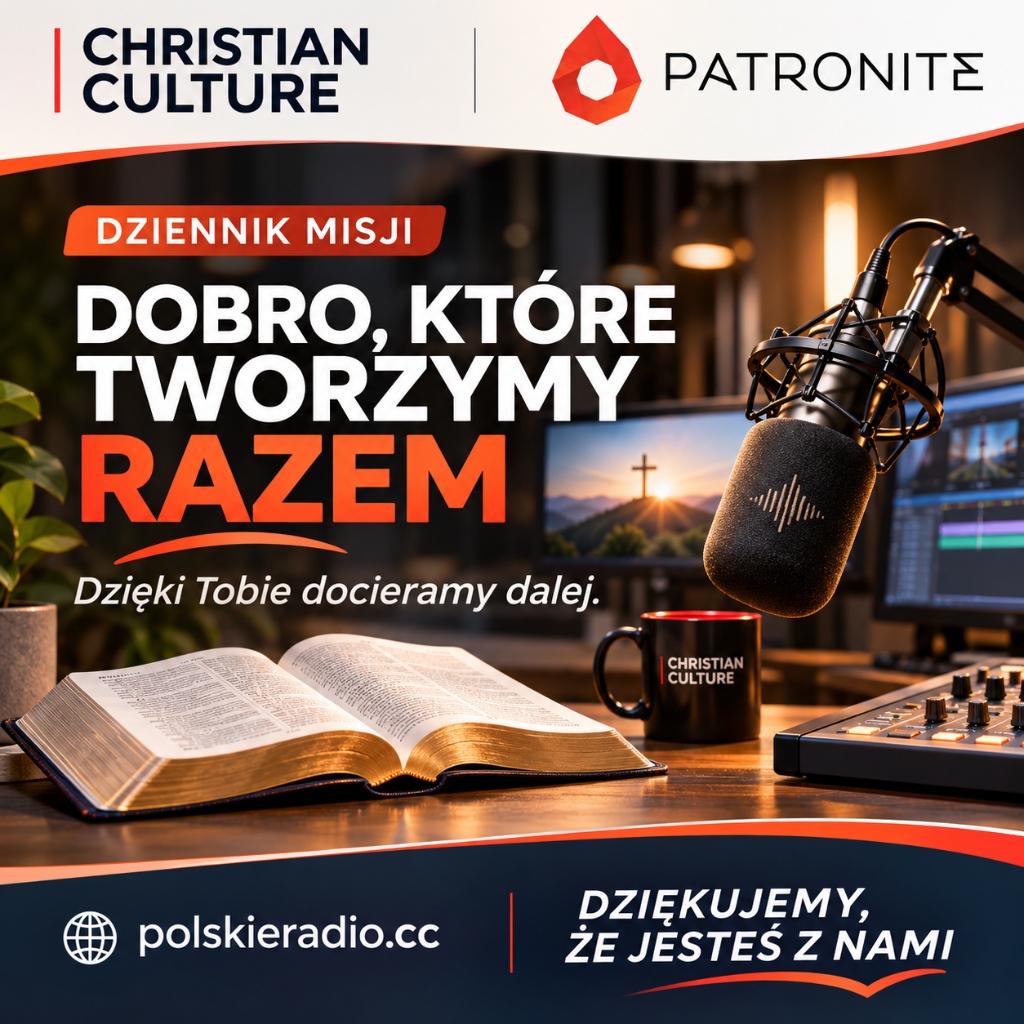 CHRISTIAN
CULTURE
PATRONITE
DZIENNIK MISJI
DOBRO, KTÓRE
TWORZYMY
RAZEM
Dzięki Tobie docieramy dalej.
CHRISTIAN
CULTURE
polskieradio.cc
DZIĘKUJEMY,
ŻE JESTEŚ Z NAMI